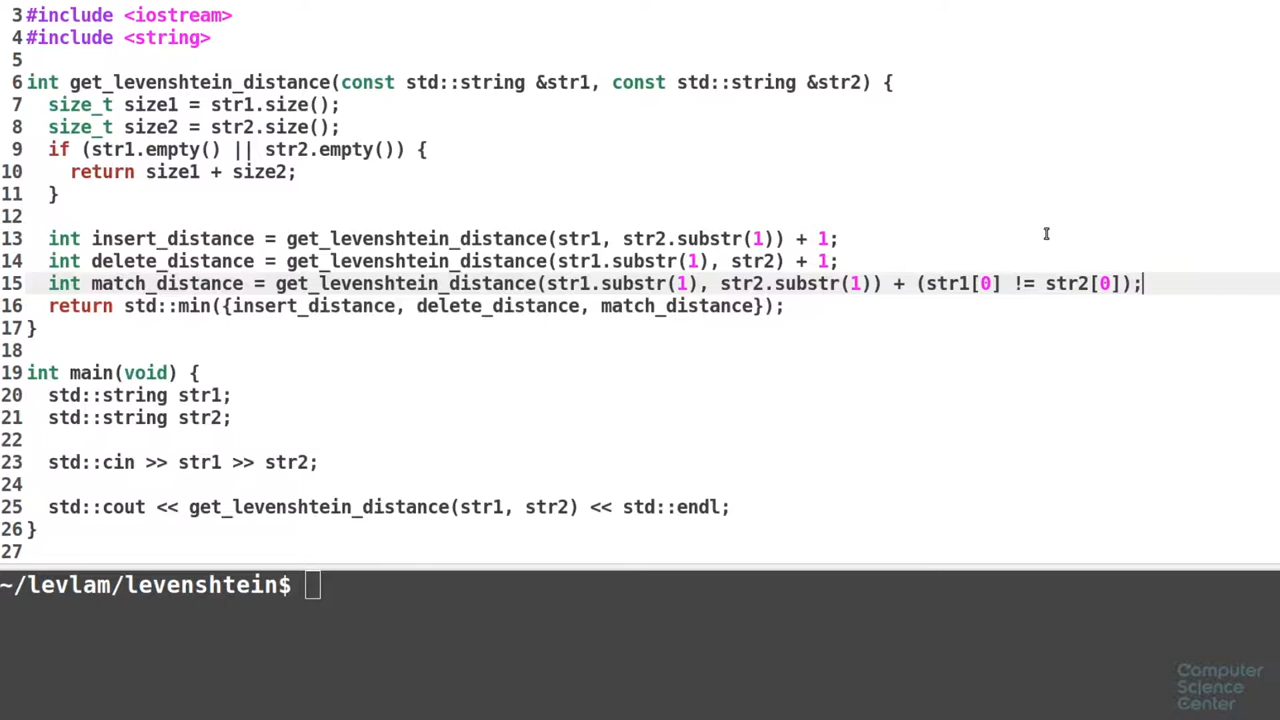 3 #include <iostream>
4 #include <string>
5
6 int get_levenshtein_distance(const std::string &str1, const std::string &str2) {
7   size_t size1 = str1.size();
8   size_t size2 = str2.size();
9   if (str1.empty() || str2.empty()) {
10     return size1 + size2;
11   }
12
13   int insert_distance = get_levenshtein_distance(str1, str2.substr(1)) + 1;
14   int delete_distance = get_levenshtein_distance(str1.substr(1), str2) + 1;
15   int match_distance = get_levenshtein_distance(str1.substr(1), str2.substr(1)) + (str1[0] != str2[0]);
16   return std::min({insert_distance, delete_distance, match_distance});
17 }
18
19 int main(void) {
20   std::string str1;
21   std::string str2;
22
23   std::cin >> str1 >> str2;
24
25   std::cout << get_levenshtein_distance(str1, str2) << std::endl;
26 }
27
~/levlam/levenshtein$
Computer
Science
Center